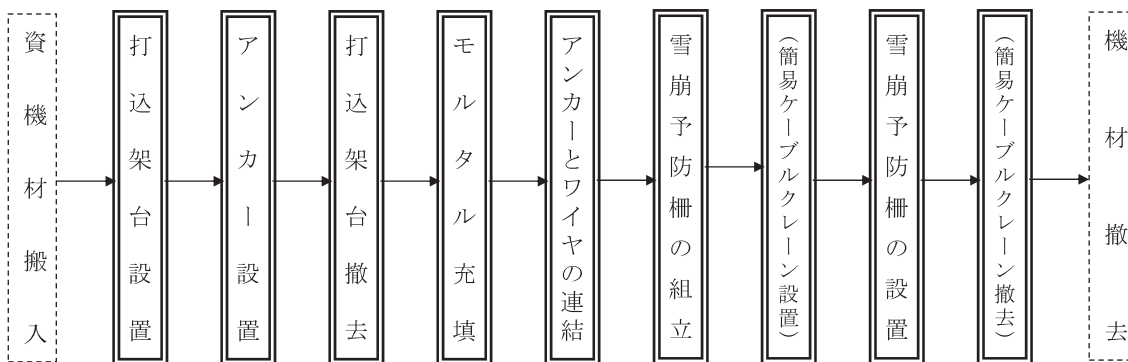 資機材搬入
打込架台設置
アンカー設置
打込架台撤去
モルタル充填
アンカーとワイヤの連結
雪崩予防柵の組立
(簡易ケーブルクレーン設置)
雪崩予防柵の設置
(簡易ケーブルクレーン撤去)
機材撤去